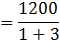 = 1200 / 1 + 3